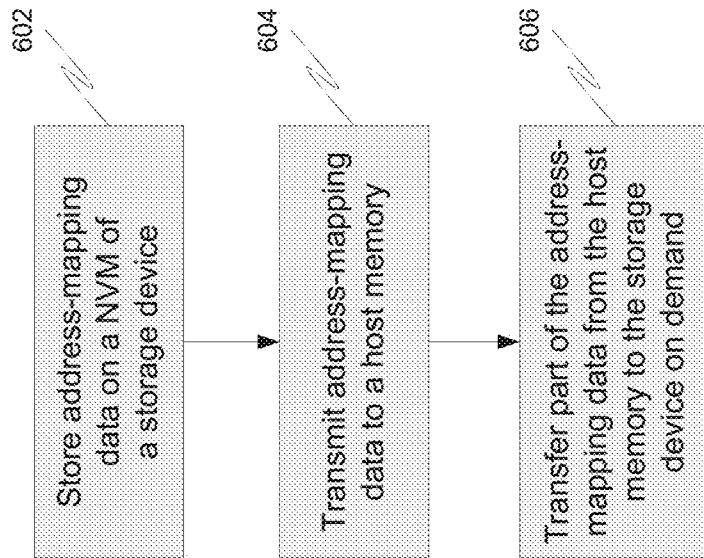 602
Store address-mapping
data on a NVM of
a storage device
604
Transmit address-mapping
data to a host memory
606
Transfer part of the address-
mapping data from the host
memory to the storage
device on demand